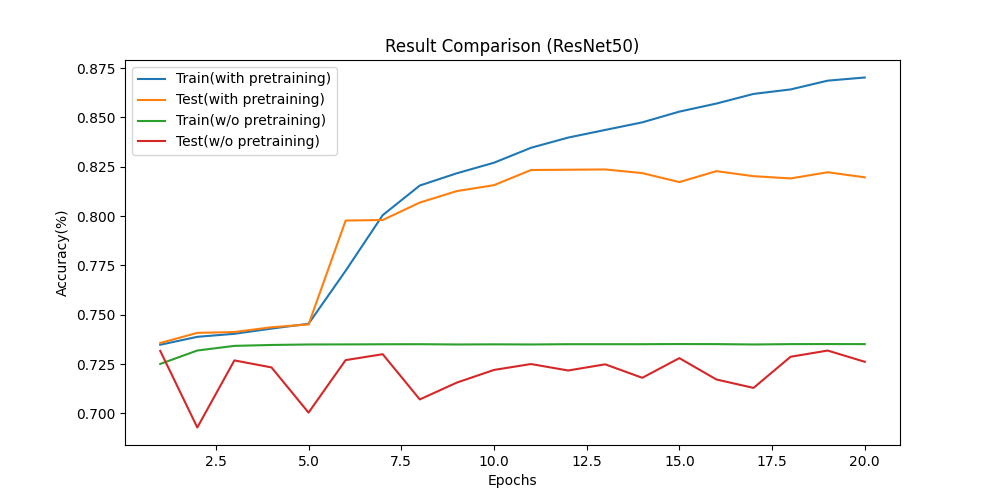 Result Comparison (ResNet50)
Train(with pretraining)
Test(with pretraining)
Train(w/o pretraining)
Test(w/o pretraining)
Accuracy(%)
0.875
0.850
0.825
0.800
0.775
0.750
0.725
0.700
2.5 5.0 7.5 10.0 12.5 15.0 17.5 20.0
Epochs